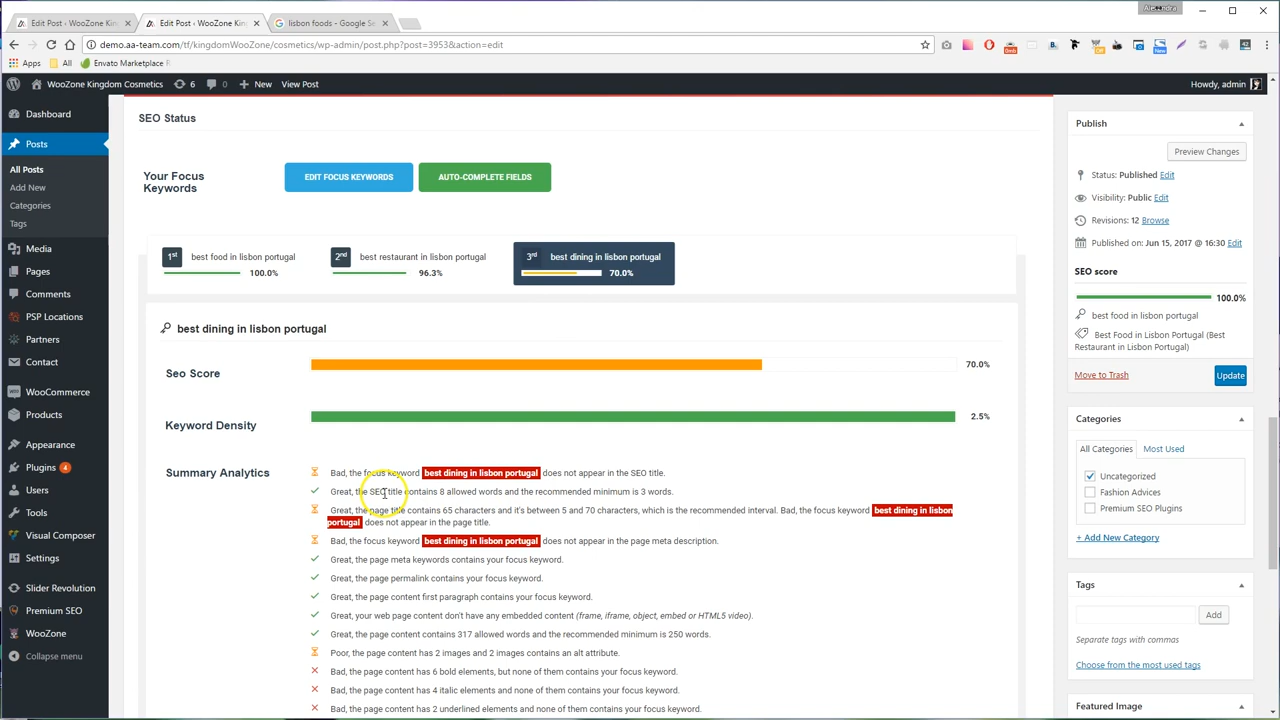 Alexandra
Edit Post ‹ WooZone Kin
Edit Post ‹ WooZone Kin
lisbon foods - Google Se
demo.aa-team.com/tf/kingdomWooZone/cosmetics/wp-admin/post.php?post=3953&action=edit
Apps
All
Envato Marketplace
WooZone Kingdom Cosmetics
6
0
New
View Post
Howdy, admin
Dashboard
Posts
All Posts
Add New
Categories
Tags
Media
Pages
Comments
PSP Locations
Partners
Contact
WooCommerce
Products
Appearance
Plugins 4
Users
Tools
Visual Composer
Settings
Slider Revolution
Premium SEO
WooZone
Collapse menu
SEO Status
Your Focus
Keywords
EDIT FOCUS KEYWORDS
AUTO-COMPLETE FIELDS
1st best food in lisbon portugal
100.0%
2nd best restaurant in lisbon portugal
96.3%
3rd best dining in lisbon portugal
70.0%
best dining in lisbon portugal
Seo Score
70.0%
Keyword Density
2.5%
Summary Analytics
Bad, the focus keyword best dining in lisbon portugal does not appear in the SEO title.
Great, the SEO title contains 8 allowed words and the recommended minimum is 3 words.
Great, the page title contains 65 characters and it's between 5 and 70 characters, which is the recommended interval. Bad, the focus keyword best dining in lisbon
portugal does not appear in the page title.
Bad, the focus keyword best dining in lisbon portugal does not appear in the page meta description.
Great, the page meta keywords contains your focus keyword.
Great, the page permalink contains your focus keyword.
Great, the page content first paragraph contains your focus keyword.
Great, your web page content don't have any embedded content (frame, iframe, object, embed or HTML5 video).
Great, the page content contains 317 allowed words and the recommended minimum is 250 words.
Poor, the page content has 2 images and 2 images contains an alt attribute.
Bad, the page content has 6 bold elements, but none of them contains your focus keyword.
Bad, the page content has 4 italic elements and none of them contains your focus keyword.
Bad, the page content has 2 underlined elements and none of them contains your focus keyword.
Publish
Preview Changes
Status: Published Edit
Visibility: Public Edit
Revisions: 12 Browse
Published on: Jun 15, 2017 @ 16:30 Edit
SEO score
100.0%
best food in lisbon portugal
Best Food in Lisbon Portugal (Best
Restaurant in Lisbon Portugal)
Move to Trash
Update
Categories
All Categories
Most Used
Uncategorized
Fashion Advices
Premium SEO Plugins
+ Add New Category
Tags
Add
Separate tags with commas
Choose from the most used tags
Featured Image